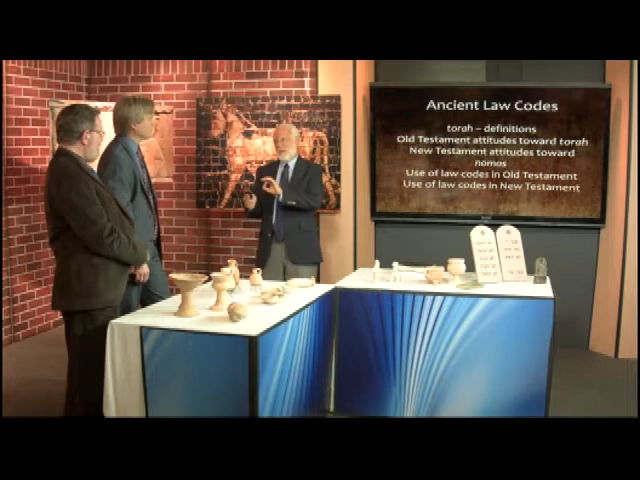 Ancient Law Codes
torah – definitions
Old Testament attitudes toward torah
New Testament attitudes toward
nomos
Use of law codes in Old Testament
Use of law codes in New Testament